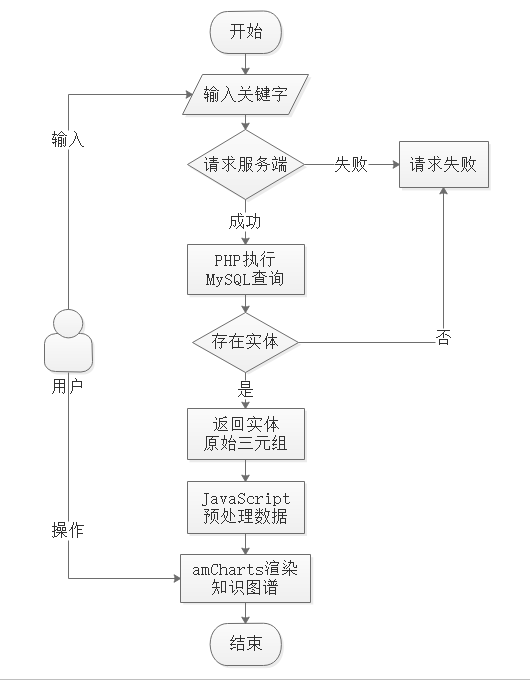 开始
输入关键字
输入
请求服务端
失败
请求失败
成功
PHP执行
MySQL查询
存在实体
否
用户
是
返回实体
原始三元组
JavaScript
预处理数据
操作
amCharts渲染
知识图谱
结束